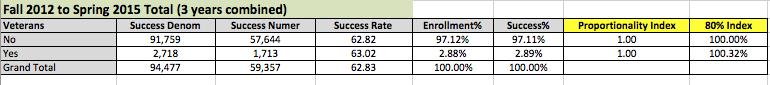 Fall 2012 to Spring 2015 Total (3 years combined)
Veterans Success Denom Success Numer Success Rate Enrollment% Success% Proportionality Index 80% Index
No 91,759 57,644 62.82 97.12% 97.11% 1.00 100.00%
Yes 2,718 1,713 63.02 2.88% 2.89% 1.00 100.32%
Grand Total 94,477 59,357 62.83 100.00% 100.00%